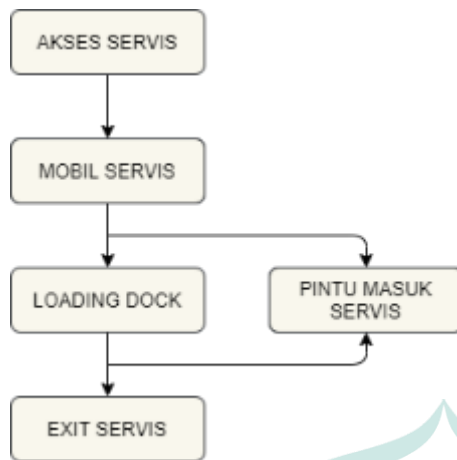 AKSES SERVIS
MOBIL SERVIS
LOADING DOCK
PINTU MASUK
SERVIS
EXIT SERVIS